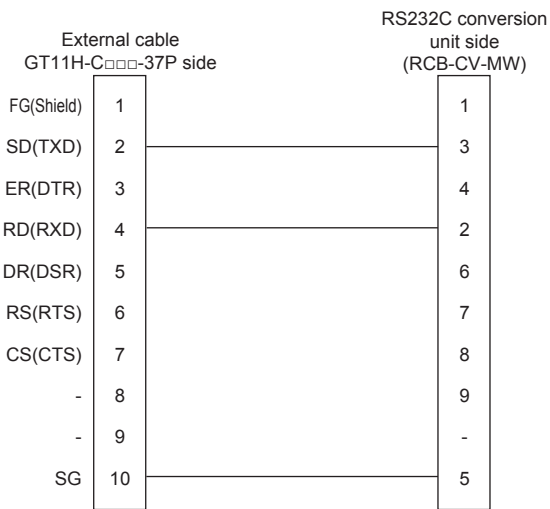 External cable
GT11H-C□□□-37P side
RS232C conversion
unit side
(RCB-CV-MW)
FG(Shield) 1 1
SD(TXD) 2 3
ER(DTR) 3 4
RD(RXD) 4 2
DR(DSR) 5 6
RS(RTS) 6 7
CS(CTS) 7 8
- 8 9
- 9 -
SG 10 5